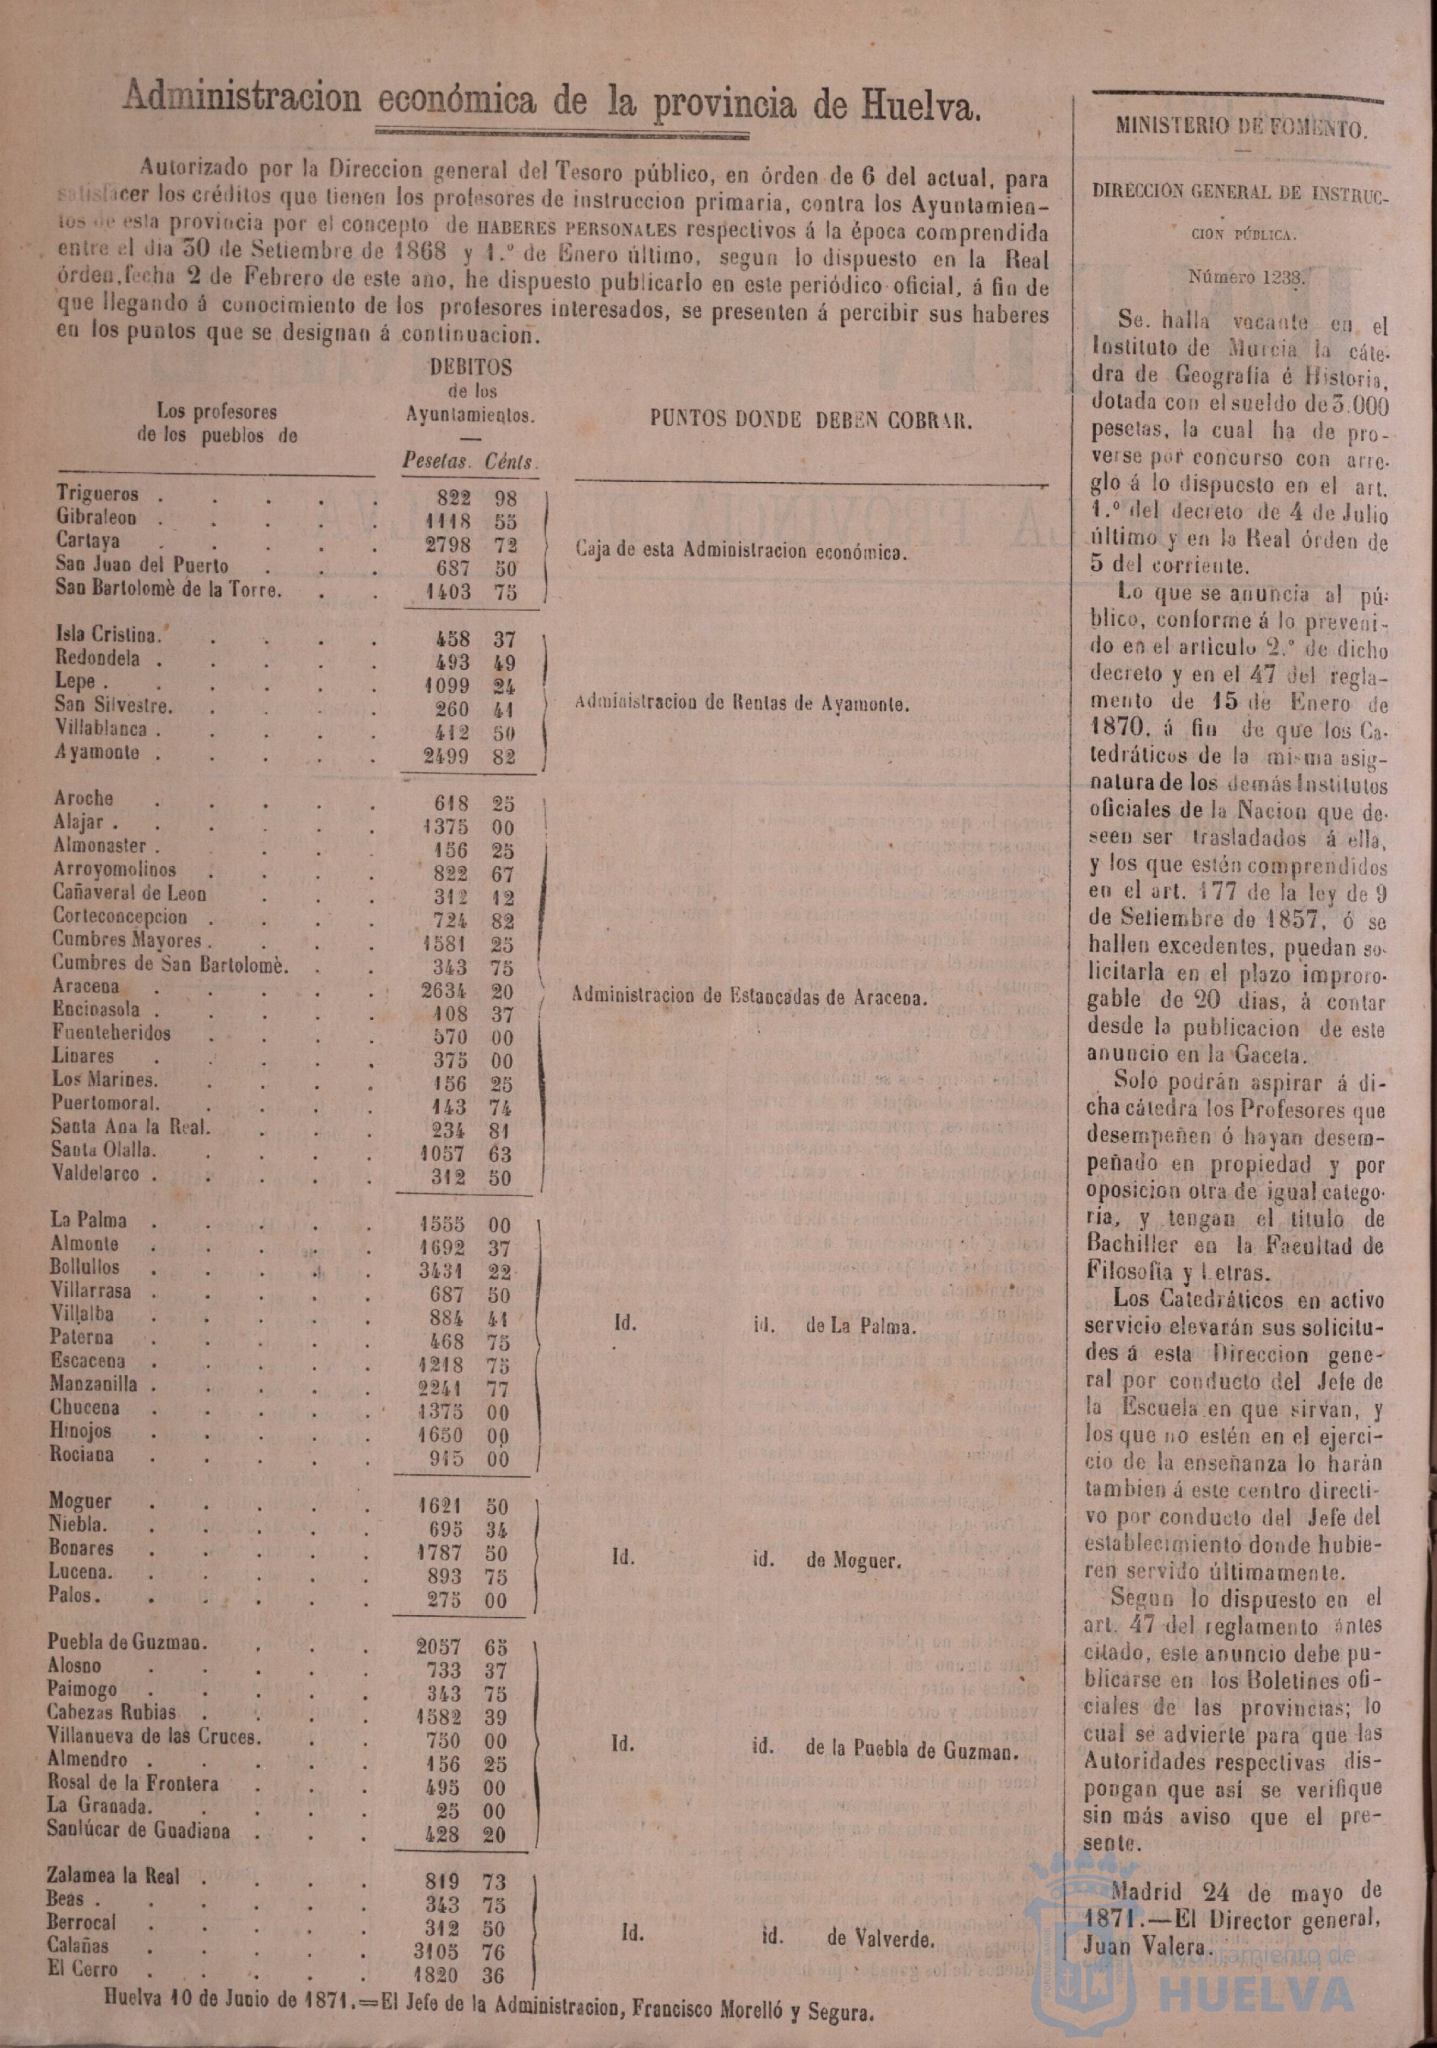 Administracion económica de la provincia de Huelva.
Autorizado por la Direccion general del Tesoro público, en órden de 6 del actual, para
satisfacer los créditos que tienen los profesores de instruccion primaria, contra los Ayuntamien-
tos de esta provincia por el concepto de HABERES PERSONALES respectivos á la época comprendida
entre el dia 30 de Setiembre de 1868 y 1.º de Enero último, segun lo dispuesto en la Real
órden, fecha 2 de Febrero de este año, he dispuesto publicarlo en este periódico oficial, á fin de
que llegando á conocimiento de los profesores interesados, se presenten á percibir sus haberes
en los puntos que se designan á continuacion.
DEBITOS
de los
Los profesores Ayuntamientos. PUNTOS DONDE DEBEN COBRAR.
de los pueblos de
Pesetas. Cénts.
Trigueros . . . . . 822 98
Gibraleon . . . . . 1118 55
Cartaya . . . . . 2798 72 Caja de esta Administracion económica.
San Juan del Puerto . . . 687 50
San Bartolomè de la Torre. . . 1403 75
Isla Cristina. . . . . 458 37
Redondela . . . . . 493 49
Lepe . . . . . . 1099 24
San Silvestre. . . . . 260 41 Administracion de Rentas de Ayamonte.
Villablanca . . . . . 412 50
Ayamonte . . . . . 2499 82
Aroche . . . . . 618 25
Alajar . . . . . . 1375 00
Almonaster . . . . 156 25
Arroyomolinos . . . . 822 67
Cañaveral de Leon . . . 312 12
Corteconcepcion . . . . 724 82
Cumbres Mayores . . . . 1581 25
Cumbres de San Bartolomè. . . 343 75
Aracena . . . . . 2634 20 Administracion de Estancadas de Aracena.
Encinasola . . . . . 108 37
Fuenteheridos . . . . 570 00
Linares . . . . . 375 00
Los Marines. . . . . 156 25
Puertomoral. . . . . 143 74
Santa Ana la Real. . . . 234 81
Santa Olalla. . . . . 1057 63
Valdelarco . . . . . 312 50
La Palma . . . . . 1555 00
Almonte . . . . . 1692 37
Bollullos . . . . . 3431 22
Villarrasa . . . . . 687 50
Villalba . . . . . 884 41 Id. id. de La Palma.
Paterna . . . . . 468 75
Escacena . . . . . 1218 75
Manzanilla . . . . . 2241 77
Chucena . . . . . 1375 00
Hinojos . . . . . 1650 00
Rociana . . . . . 915 00
Moguer . . . . . 1621 50
Niebla. . . . . . 695 34
Bonares . . . . . 1787 50 Id. id. de Moguer.
Lucena. . . . . . 893 75
Palos. . . . . . 275 00
Puebla de Guzman. . . . 2057 65
Alosno . . . . . 733 37
Paimogo . . . . . 343 75
Cabezas Rubias . . . . 1582 39
Villanueva de las Cruces. . . 750 00 Id. id. de la Puebla de Guzman.
Almendro . . . . . 156 25
Rosal de la Frontera . . . 495 00
La Granada. . . . . 25 00
Sanlúcar de Guadiana . . . 428 20
Zalamea la Real . . . . 819 73
Beas . . . . . . 343 75
Berrocal . . . . . 312 50 Id. id. de Valverde.
Calañas . . . . . 3105 76
El Cerro . . . . . 1820 36
Huelva 10 de Junio de 1871.=El Jefe de la Administracion, Francisco Morelló y Segura.
MINISTERIO DE FOMENTO.
DIRECCION GENERAL DE INSTRUC-
CION PÚBLICA.
Número 1238.
Se halla vacante en el
Instituto de Murcia la cáte-
dra de Geografía é Historia,
dotada con el sueldo de 3.000
pesetas, la cual ha de pro-
verse por concurso con arre-
glo á lo dispuesto en el art.
1.º del decreto de 4 de Julio
último y en la Real órden de
5 del corriente.
Lo que se anuncia al pú-
blico, conforme á lo preveni-
do en el articulo 2.º de dicho
decreto y en el 47 del regla-
mento de 15 de Enero de
1870, á fin de que los Ca-
tedráticos de la misma asig-
natura de los demás Institutos
oficiales de la Nacion que de-
seen ser trasladados á ella,
y los que estén comprendidos
en el art. 177 de la ley de 9
de Setiembre de 1857, ó se
hallen excedentes, puedan so-
licitarla en el plazo improro-
gable de 20 dias, á contar
desde la publicacion de este
anuncio en la Gaceta.
Solo podrán aspirar á di-
cha cátedra los Profesores que
desempeñen ó hayan desem-
peñado en propiedad y por
oposicion otra de igual catego-
ría, y tengan el título de
Bachiller en la Facultad de
Filosofia y Letras.
Los Catedráticos en activo
servicio elevarán sus solicitu-
des á esta Direccion gene-
ral por conducto del Jefe de
la Escuela en que sirvan, y
los que no estén en el ejerci-
cio de la enseñanza lo harán
tambien á este centro directi-
vo por conducto del Jefe del
establecimiento donde hubie-
ren servido últimamente.
Segun lo dispuesto en el
art. 47 del reglamento ántes
citado, este anuncio debe pu-
blicarse en los Boletines ofi-
ciales de las provincias; lo
cual se advierte para que las
Autoridades respectivas dis-
pongan que asi se verifique
sin más aviso que el pre-
sente.
Madrid 24 de mayo de
1871.—El Director general,
Juan Valera.
Ayuntamiento de
HUELVA